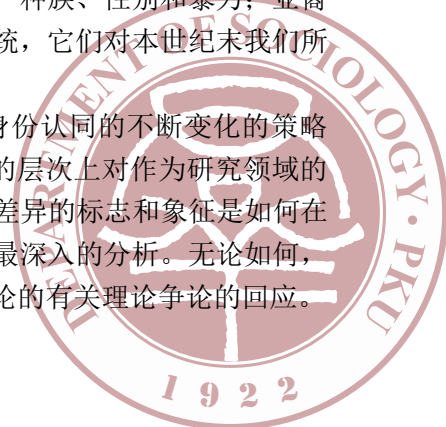 种族、性别和暴力；亚裔
统，它们对本世纪末我们所
身份认同的不断变化的策略
的层次上对作为研究领域的
差异的标志和象征是如何在
最深入的分析。无论如何，
论的有关理论争论的回应。
DEPARTMENT OF SOCIOLOGY · PKU
1922